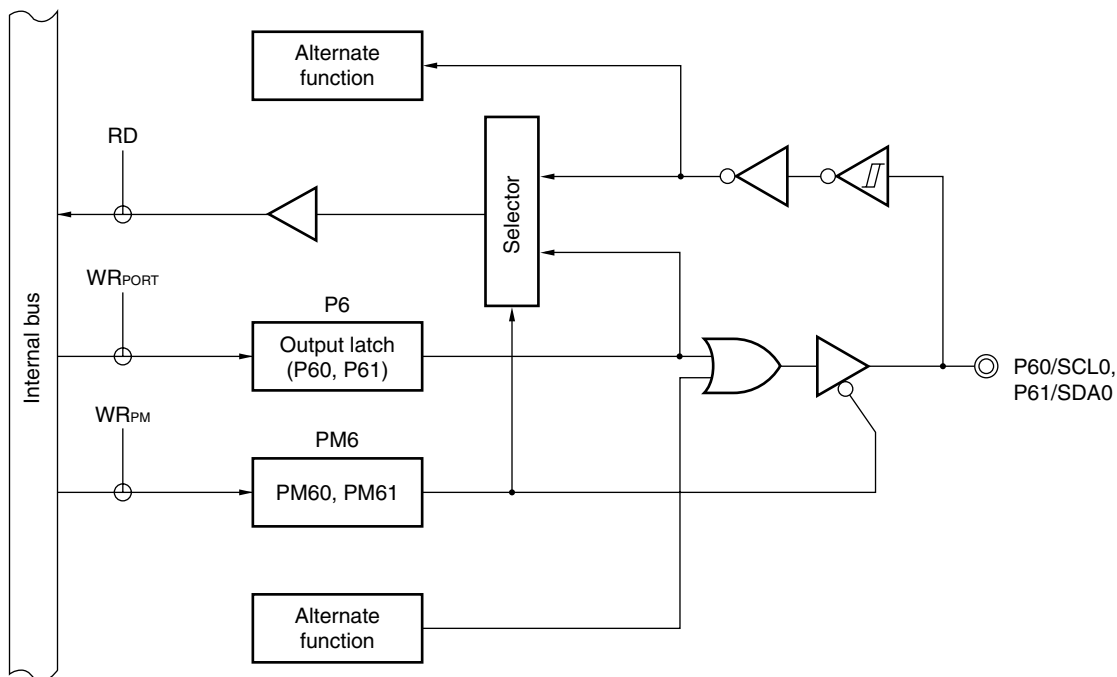 Alternate
function
RD
Selector
WRPORT
P6
Internal bus
Output latch
(P60, P61)
P60/SCL0,
P61/SDA0
WRPM
PM6
PM60, PM61
Alternate
function